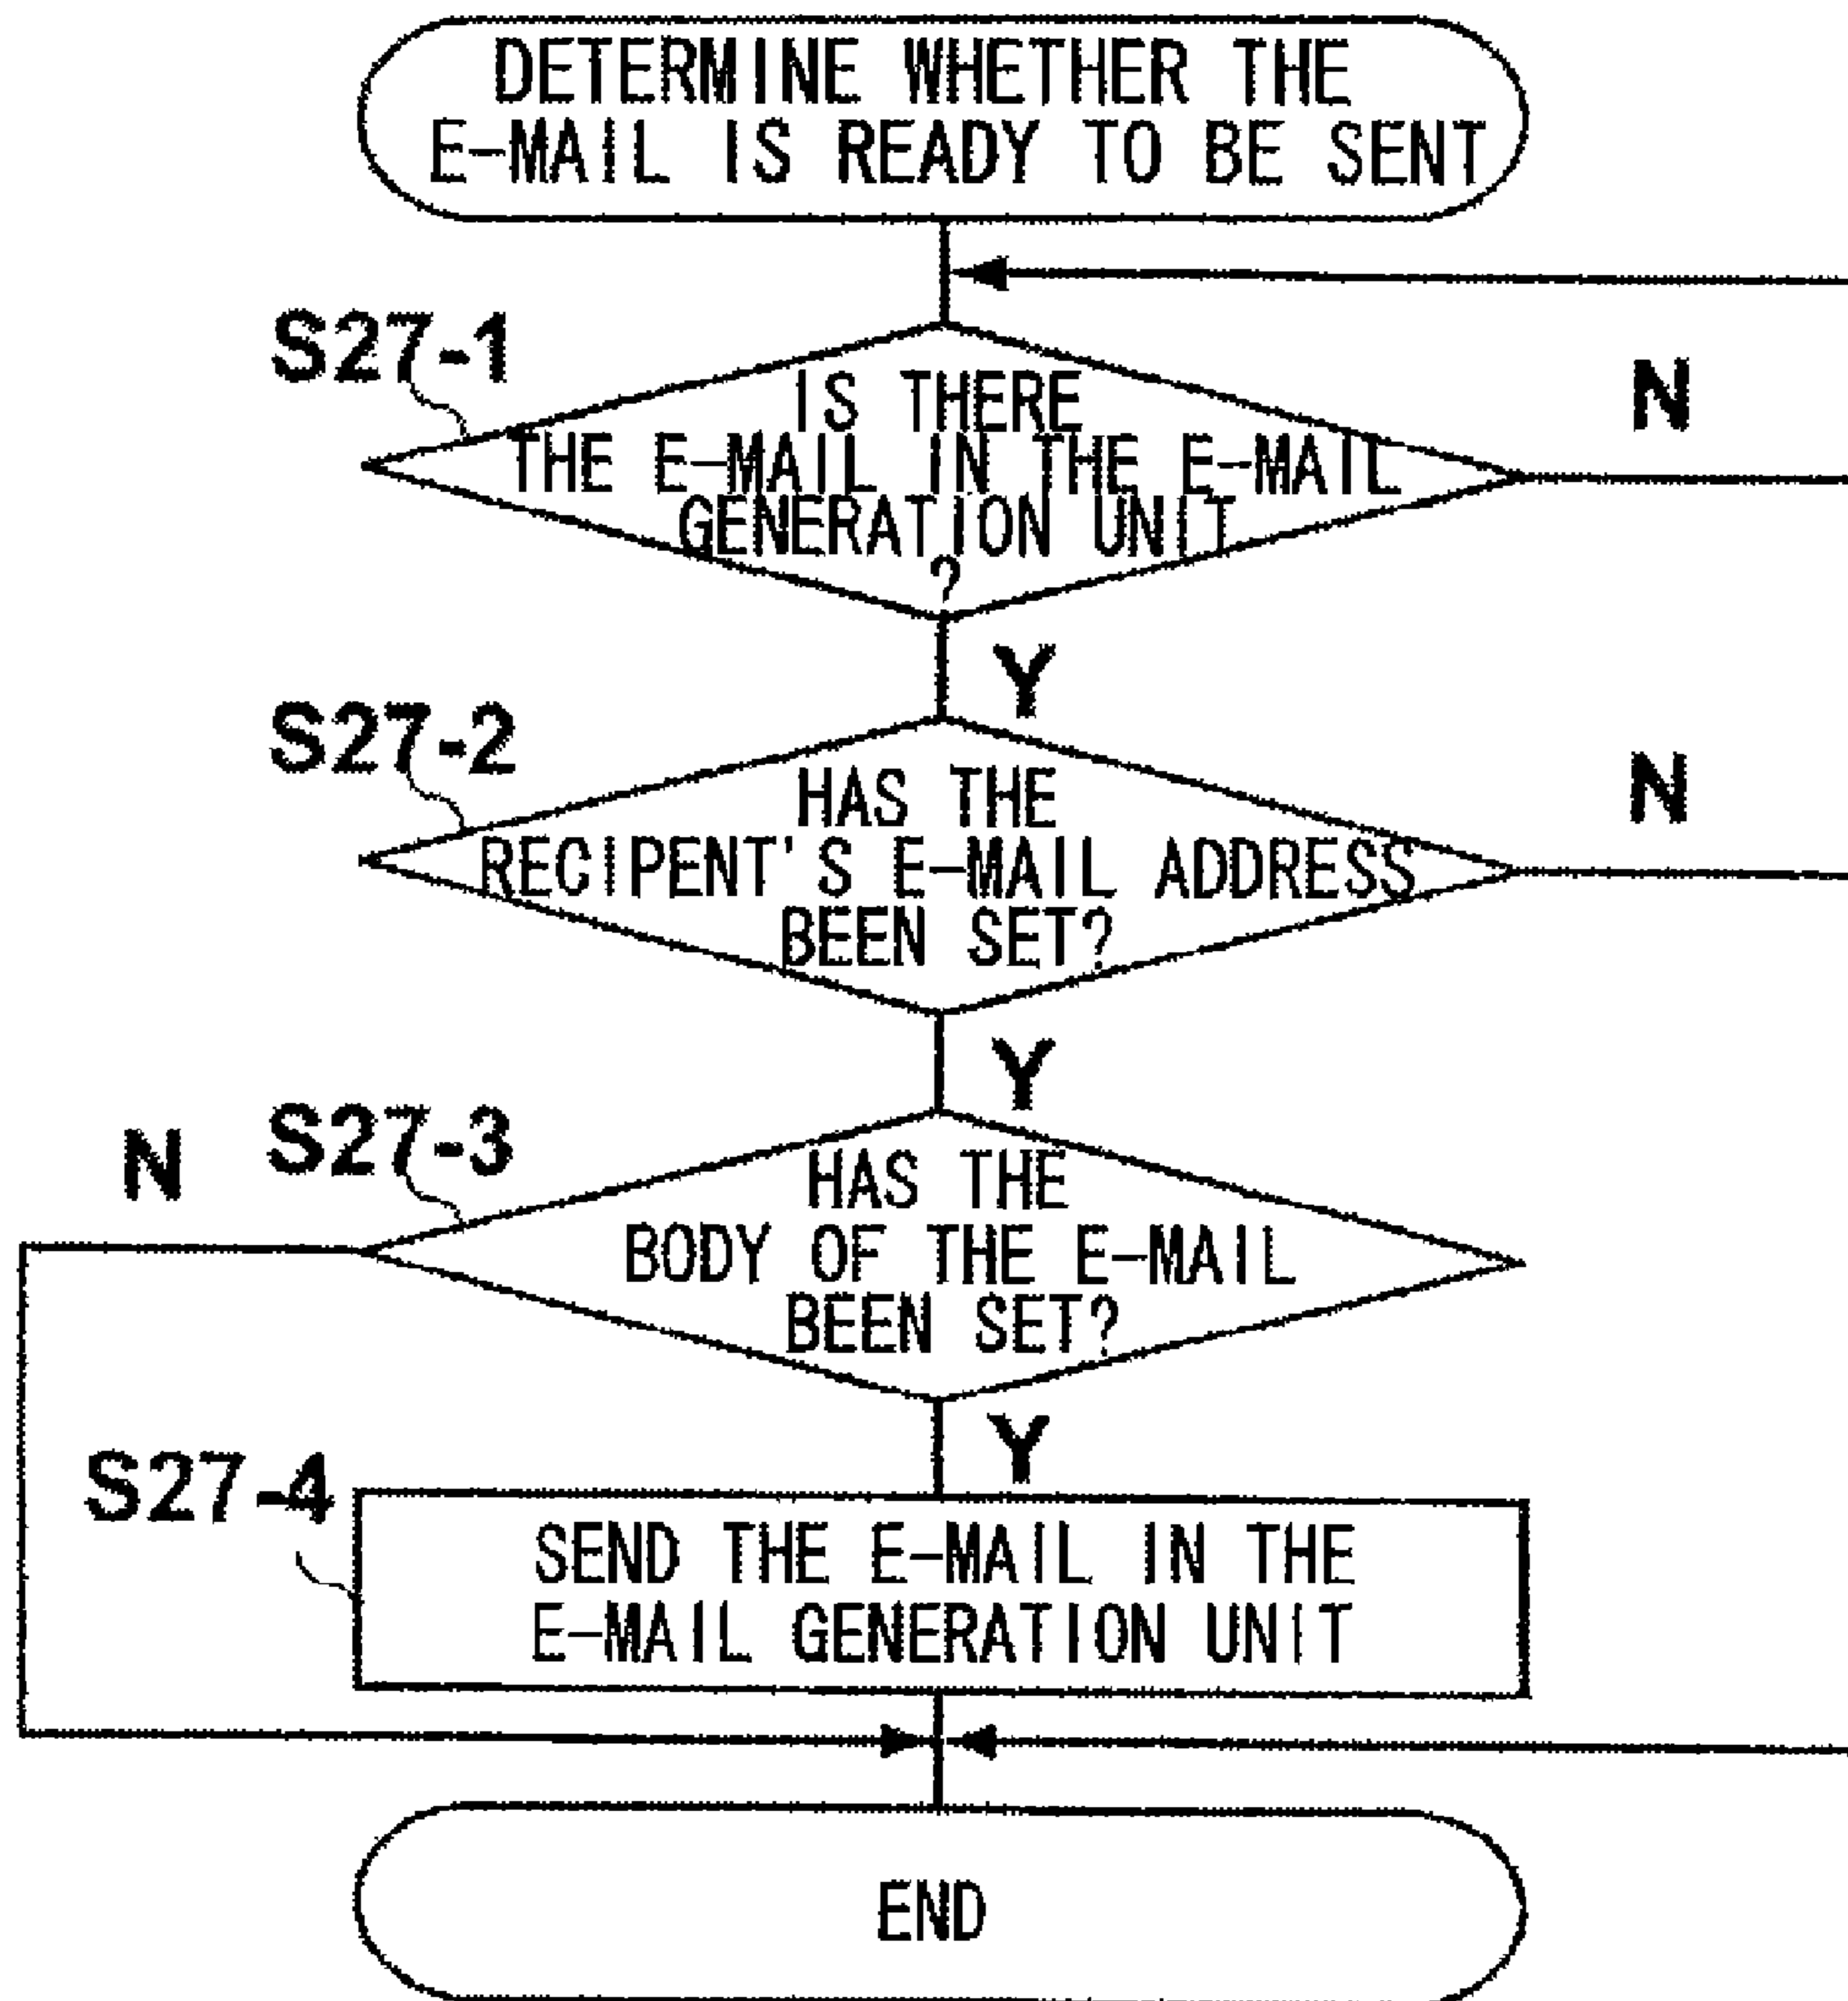 DETERMINE WHETHER THE
E-MAIL IS READY TO BE SENT
S27-1
N
IS THERE
THE E-MAIL IN THE E-MAIL
GENERATION UNIT
?
Y
S27-2
N
HAS THE
RECIPENT'S E-MAIL ADDRESS
BEEN SET?
Y
N
S27-3
HAS THE
BODY OF THE E-MAIL
BEEN SET?
Y
S27-4
SEND THE E-MAIL IN THE
E-MAIL GENERATION UNIT
END